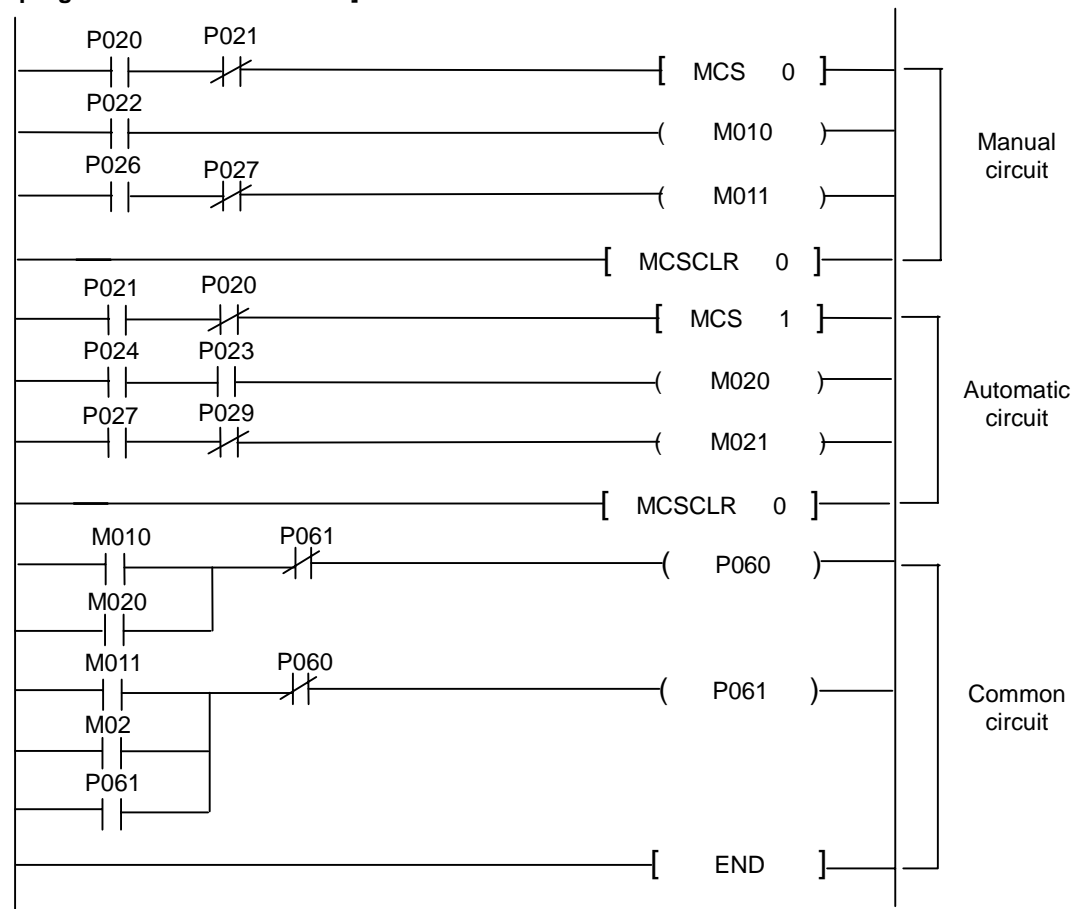 P020 P021
[ MCS 0 ]
P022
( M010 )
P026 P027
( M011 )
Manual
circuit
[ MCSCLR 0 ]
P021 P020
[ MCS 1 ]
P024 P023
( M020 )
P027 P029
( M021 )
Automatic
circuit
[ MCSCLR 0 ]
M010 P061
( P060 )
M020
M011 P060
( P061 )
M02
P061
Common
circuit
[ END ]